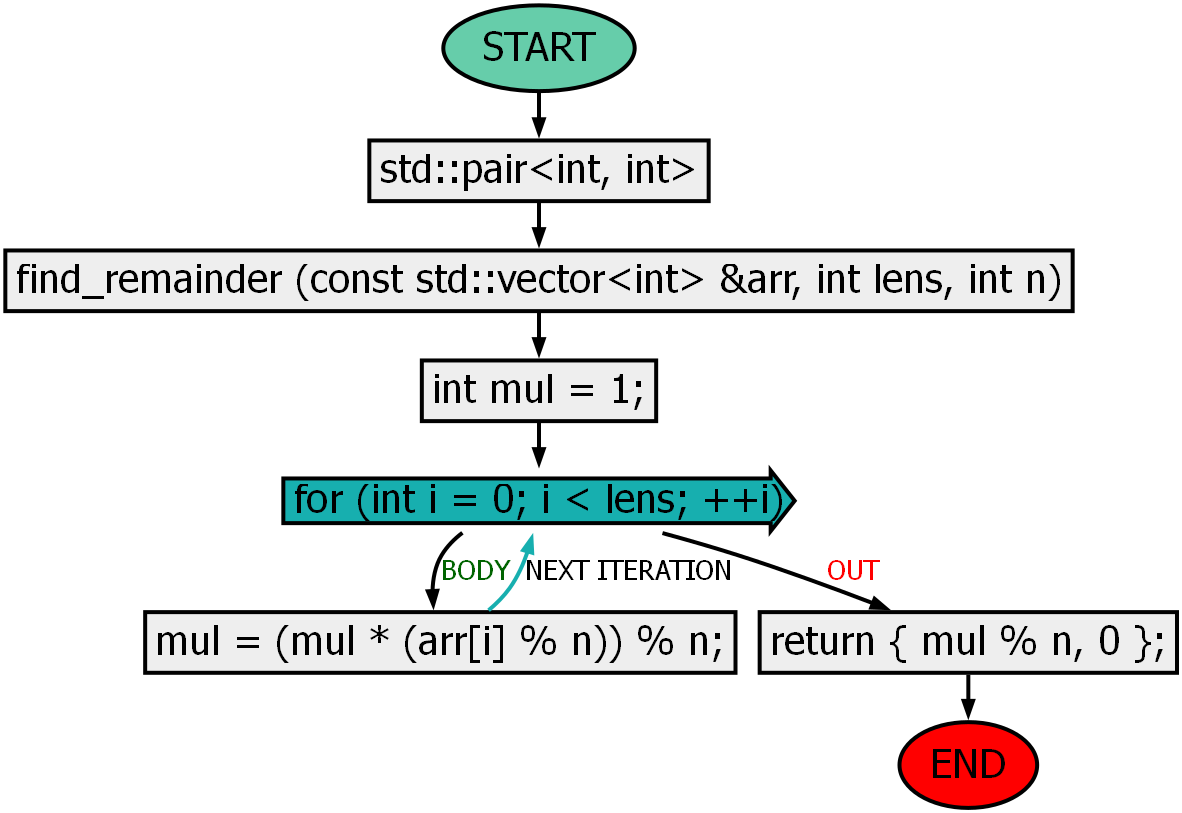 START
std::pair<int, int>
find_remainder (const std::vector<int> &arr, int lens, int n)
int mul = 1;
for (int i = 0; i < lens; ++i)
BODY
NEXT ITERATION
OUT
mul = (mul * (arr[i] % n)) % n;
return { mul % n, 0 };
END